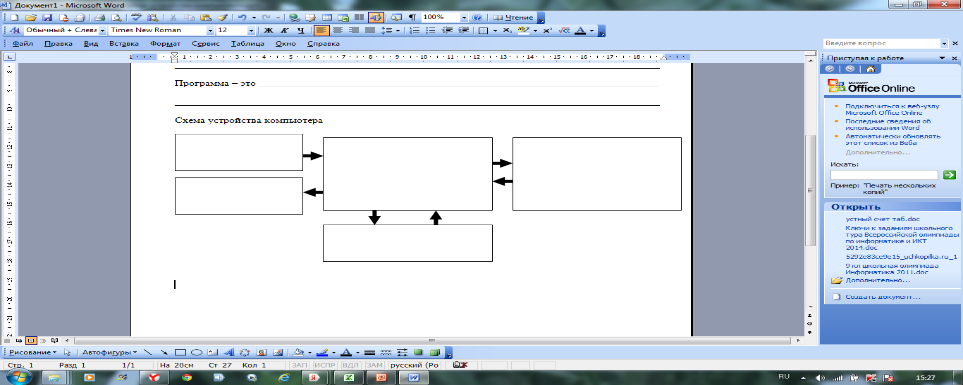 Документ1 - Microsoft Word
100%
Чтение
Обычный + Слева
Times New Roman
12
Ж К Ч
Файл Правка Вид Вставка Формат Сервис Таблица Окно Справка
Введите вопрос
Приступая к работе
Программа – это
Схема устройства компьютера
Microsoft
Office Online
Подключиться к веб-узлу
Microsoft Office Online
Последние сведения об
использовании Word
Автоматически обновлять
этот список из Веба
Дополнительно...
Искать:
Пример: "Печать нескольких
копий"
Открыть
устный счет таб.doc
Ключи к заданиям школьного
тура Всероссийской олимпиады
по информатике и ИКТ
2014.doc
5292e83ce9e15_uchkopilka.ru_1
9 кл школьная олимпиада
Информатика 2011.doc
Дополнительно...
Создать документ...
Рисование
Автофигуры
Стр. 1 Разд 1 1/1 На 20см Ст 27 Кол 1 ЗАП ИСПР ВДЛ ЗАМ русский (Ро
RU 15:27